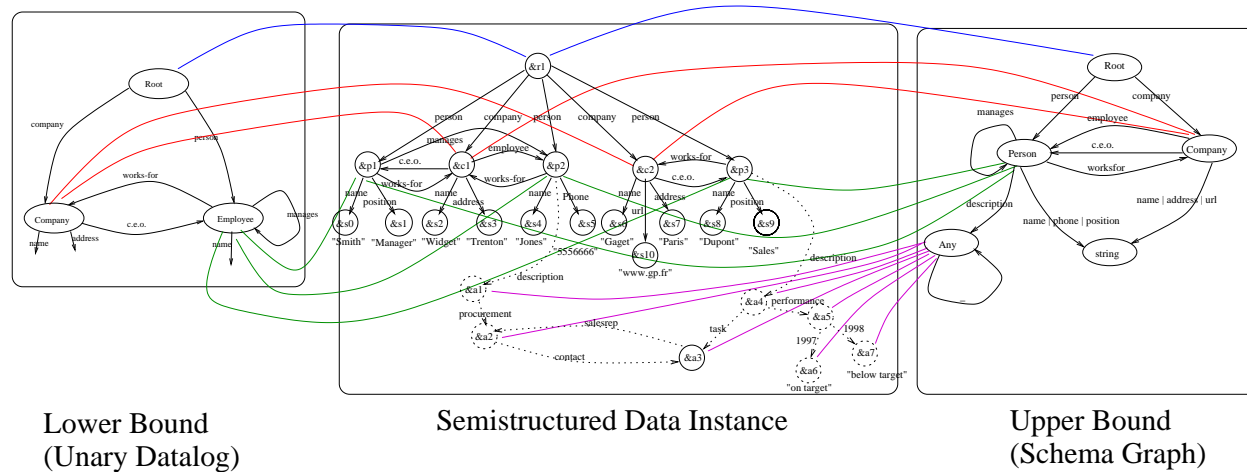 Root
company
person
works-for
Company
Employee
manages
c.e.o.
name
address
name
Lower Bound
(Unary Datalog)
&r1
person
company
person
company
person
manages
employee
&p1
c.e.o.
&c1
&p2
works-for
works-for
works-for
&c2
c.e.o.
&p3
name
position
name
address
name
Phone
name
url
address
name
position
&s0
&s1
&s2
&s3
&s4
&s5
&s6
&s7
&s8
&s9
"Smith"
"Manager"
"Widget"
"Trenton"
"Jones"
"5556666"
"Gaget"
"Paris"
"Dupont"
"Sales"
&s10
"www.gp.fr"
description
description
&a1
&a4
performance
procurement
&a5
&a2
salesrep
task
1997
1998
contact
&a3
&a6
&a7
"on target"
"below target"
Semistructured Data Instance
Root
person
company
manages
employee
Person
c.e.o.
Company
worksfor
description
name | phone | position
name | address | url
Any
string
_
Upper Bound
(Schema Graph)